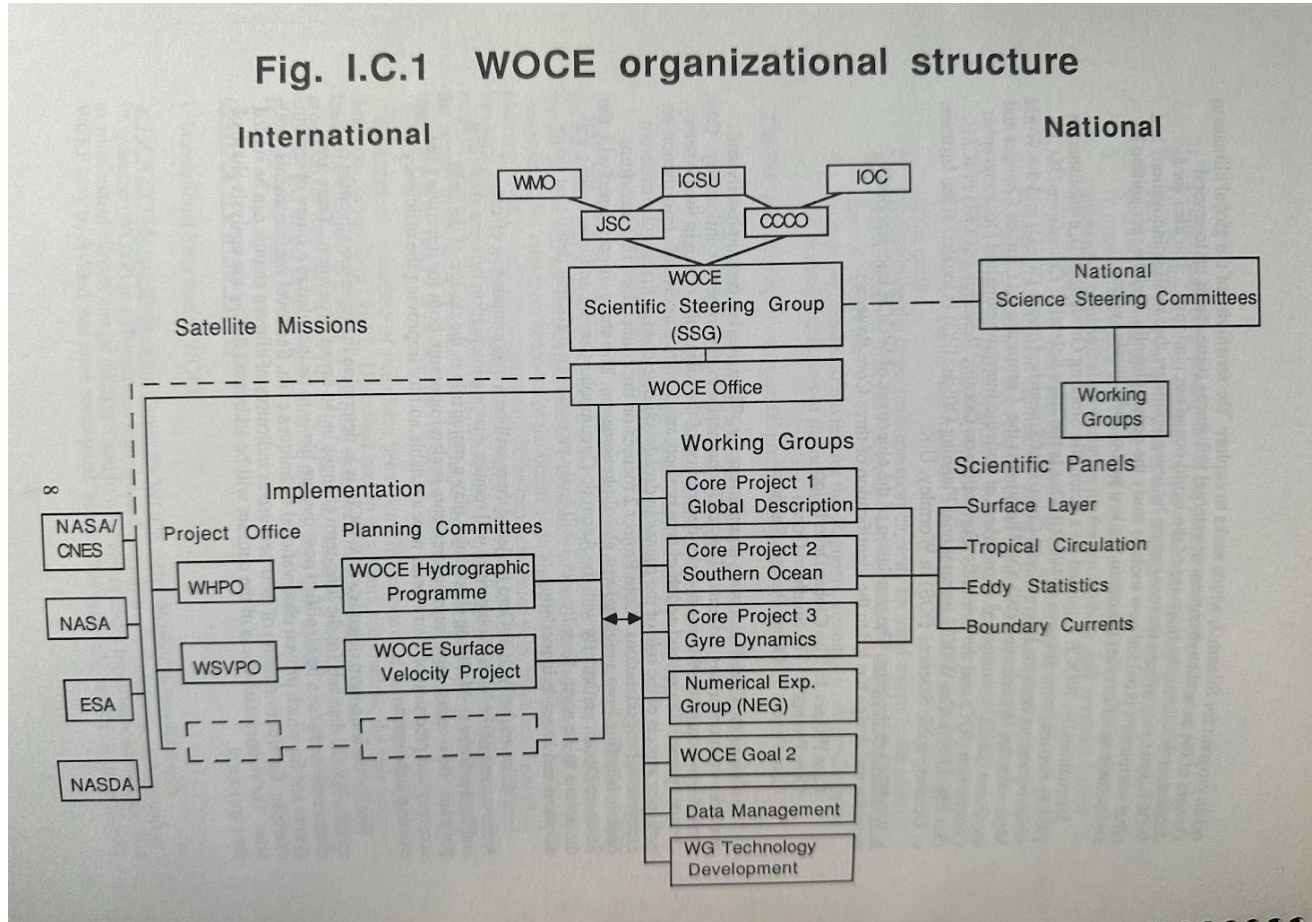 Fig. I.C.1 WOCE organizational structure
International
National
WMO
ICSU
IOC
JSC
CCCO
WOCE
Scientific Steering Group
(SSG)
National
Science Steering Committees
Satellite Missions
WOCE Office
Working
Groups
Working Groups
Scientific Panels
∞
Implementation
Core Project 1
Global Description
Surface Layer
NASA/
CNES
Project Office
Planning Committees
Core Project 2
Southern Ocean
Tropical Circulation
WHPO
WOCE Hydrographic
Programme
Eddy Statistics
NASA
Core Project 3
Gyre Dynamics
Boundary Currents
WSVPO
WOCE Surface
Velocity Project
Numerical Exp.
Group (NEG)
ESA
WOCE Goal 2
NASDA
Data Management
WG Technology
Development